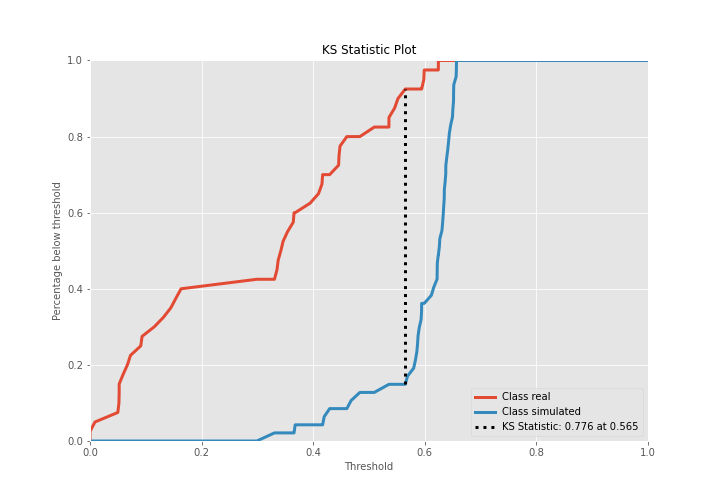 KS Statistic Plot
1.0
0.8
0.6
0.4
0.2
0.0
Percentage below threshold
0.0 0.2 0.4 0.6 0.8 1.0
Threshold
Class real
Class simulated
KS Statistic: 0.776 at 0.565